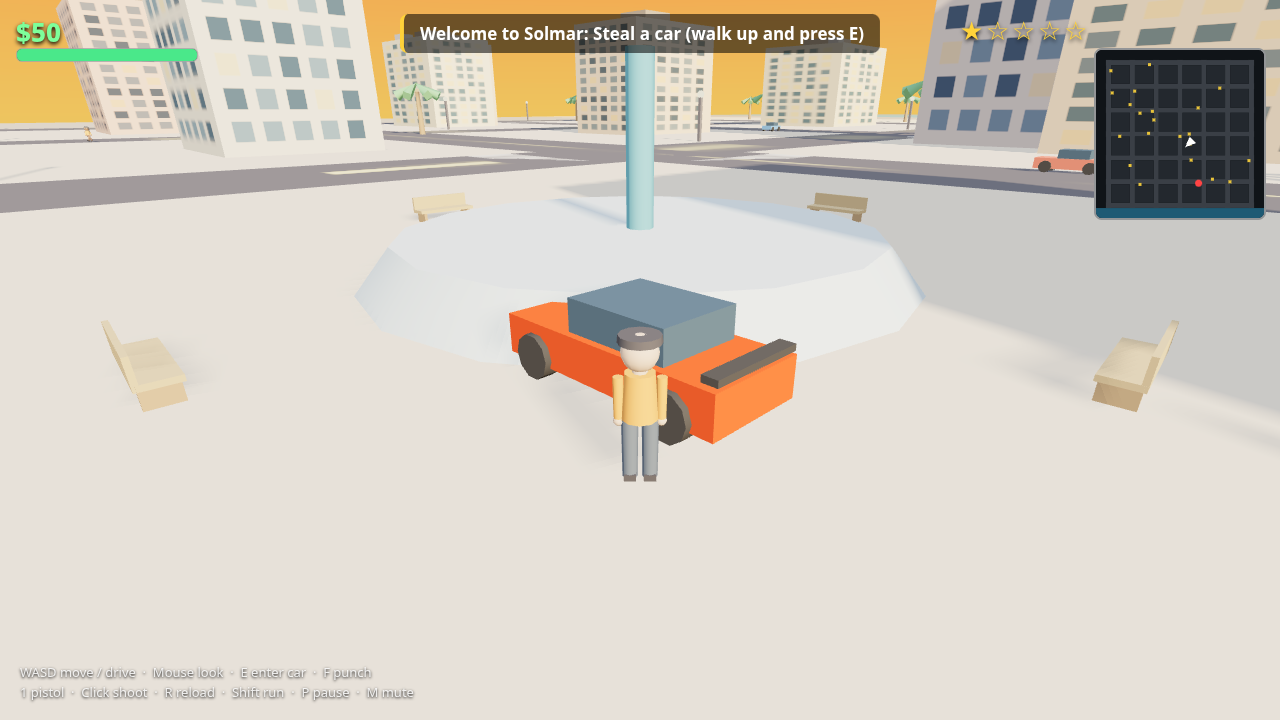 $50
Welcome to Solmar: Steal a car (walk up and press E)
WASD move / drive · Mouse look · E enter car · F punch
1 pistol · Click shoot · R reload · Shift run · P pause · M mute